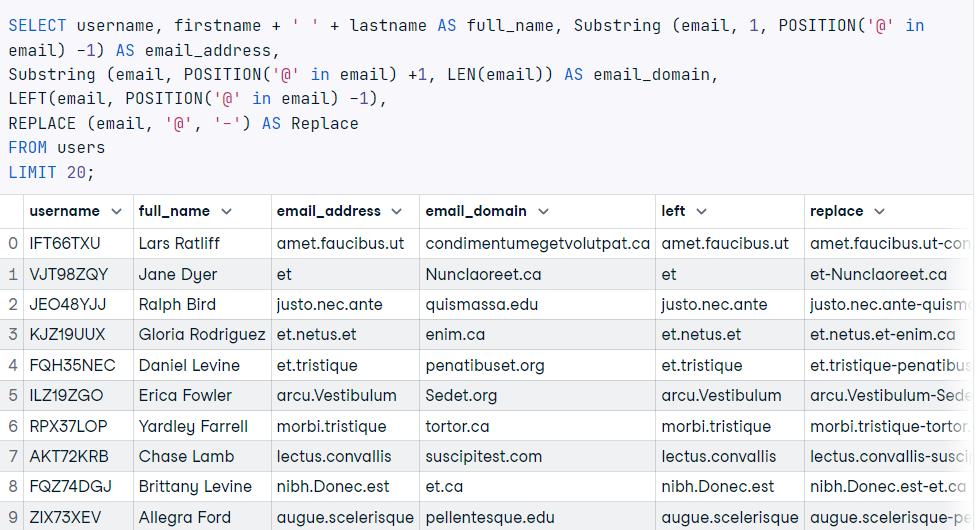 SELECT username, firstname + ' ' + lastname AS full_name, Substring (email, 1, POSITION('@' in
email) -1) AS email_address,
Substring (email, POSITION('@' in email) +1, LEN(email)) AS email_domain,
LEFT(email, POSITION('@' in email) -1),
REPLACE (email, '@', '-') AS Replace
FROM users
LIMIT 20;
username full_name email_address email_domain left replace
0 IFT66TXU Lars Ratliff amet.faucibus.ut condimentumegetvolutpat.ca amet.faucibus.ut amet.faucibus.ut-con
1 VJT98ZQY Jane Dyer et Nunclaoreet.ca et et-Nunclaoreet.ca
2 JEO48YJJ Ralph Bird justo.nec.ante quismassa.edu justo.nec.ante justo.nec.ante-quism
3 KJZ19UUX Gloria Rodriguez et.netus.et enim.ca et.netus.et et.netus.et-enim.ca
4 FQH35NEC Daniel Levine et.tristique penatibuset.org et.tristique et.tristique-penatibus
5 ILZ19ZGO Erica Fowler arcu.Vestibulum Sedet.org arcu.Vestibulum arcu.Vestibulum-Sede
6 RPX37LOP Yardley Farrell morbi.tristique tortor.ca morbi.tristique morbi.tristique-tortor.
7 AKT72KRB Chase Lamb lectus.convallis suscipitest.com lectus.convallis lectus.convallis-susci
8 FQZ74DGJ Brittany Levine nibh.Donec.est et.ca nibh.Donec.est nibh.Donec.est-et.ca
9 ZIX73XEV Allegra Ford augue.scelerisque pellentesque.edu augue.scelerisque augue.scelerisque-pe